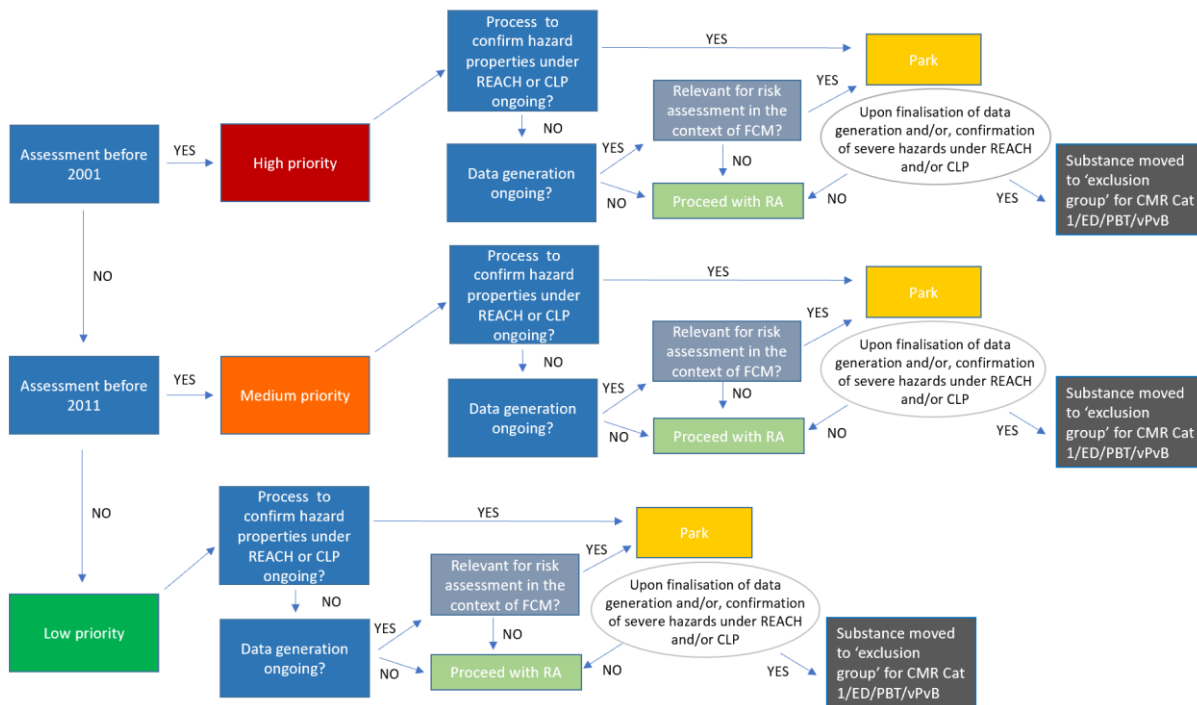 Process to
confirm hazard
properties under
REACH or CLP
ongoing?
YES
Park
Relevant for risk
assessment in the
context of FCM?
YES
Upon finalisation of data
generation and/or, confirmation
of severe hazards under REACH
and/or CLP
Assessment before
2001
YES
High priority
NO
Data generation
ongoing?
YES
NO
NO
Proceed with RA
NO
YES
Substance moved
to ‘exclusion
group’ for CMR Cat
1/ED/PBT/vPvB
NO
Process to
confirm hazard
properties under
REACH or CLP
ongoing?
YES
Park
Relevant for risk
assessment in the
context of FCM?
YES
Upon finalisation of data
generation and/or, confirmation
of severe hazards under REACH
and/or CLP
Assessment before
2011
YES
Medium priority
NO
Data generation
ongoing?
YES
NO
NO
Proceed with RA
NO
YES
Substance moved
to ‘exclusion
group’ for CMR Cat
1/ED/PBT/vPvB
NO
Process to
confirm hazard
properties under
REACH or CLP
ongoing?
YES
Park
Relevant for risk
assessment in the
context of FCM?
YES
Upon finalisation of data
generation and/or, confirmation
of severe hazards under REACH
and/or CLP
Low priority
NO
Data generation
ongoing?
YES
NO
NO
Proceed with RA
NO
YES
Substance moved
to ‘exclusion
group’ for CMR Cat
1/ED/PBT/vPvB